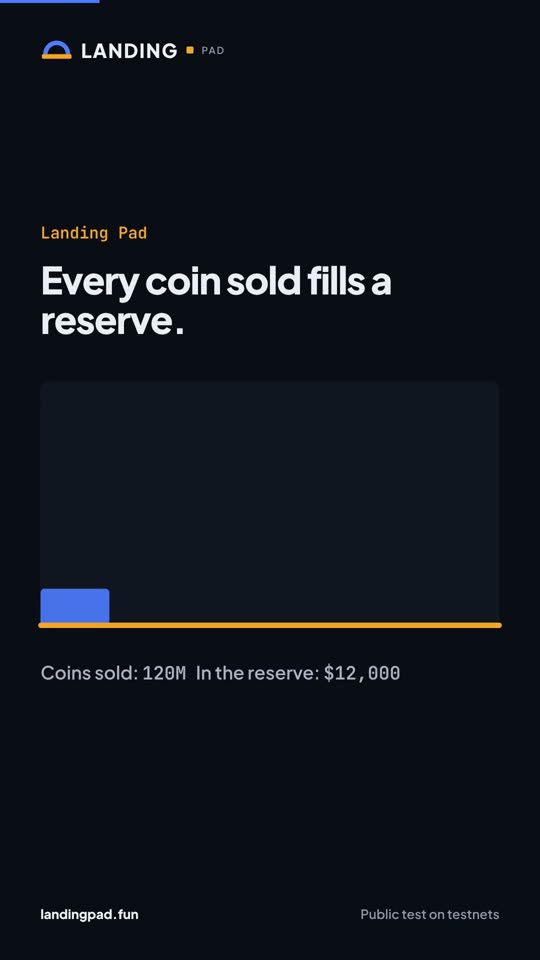 LANDING PAD
Landing Pad
Every coin sold fills a
reserve.
Coins sold: 120M In the reserve: $12,000
landingpad.fun
Public test on testnets